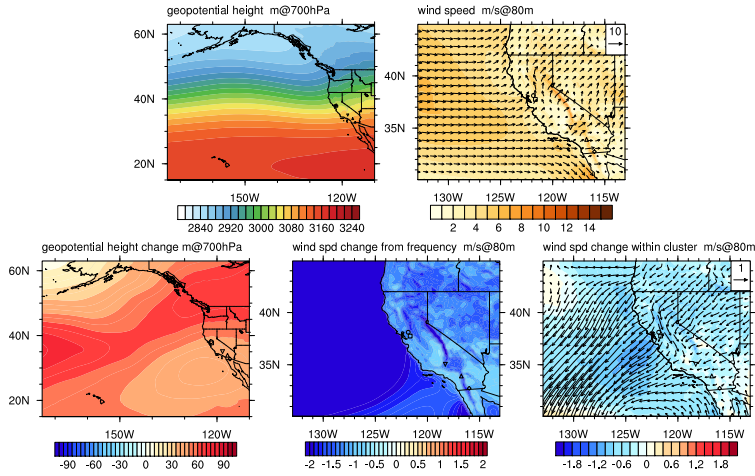 geopotential height  m@700hPa
wind speed  m/s@80m
60N
40N
20N
150W
120W
10
40N
35N
130W
125W
120W
115W
2840 2920 3000 3080 3160 3240
2 4 6 8 10 12 14
geopotential height change m@700hPa
wind spd change from frequency  m/s@80m
wind spd change within cluster  m/s@80m
60N
40N
20N
150W
120W
40N
35N
130W
125W
120W
115W
1
40N
35N
130W
125W
120W
115W
-90 -60 -30 0 30 60 90
-2 -1.5 -1 -0.5 0 0.5 1 1.5 2
-1.8 -1.2 -0.6 0 0.6 1.2 1.8